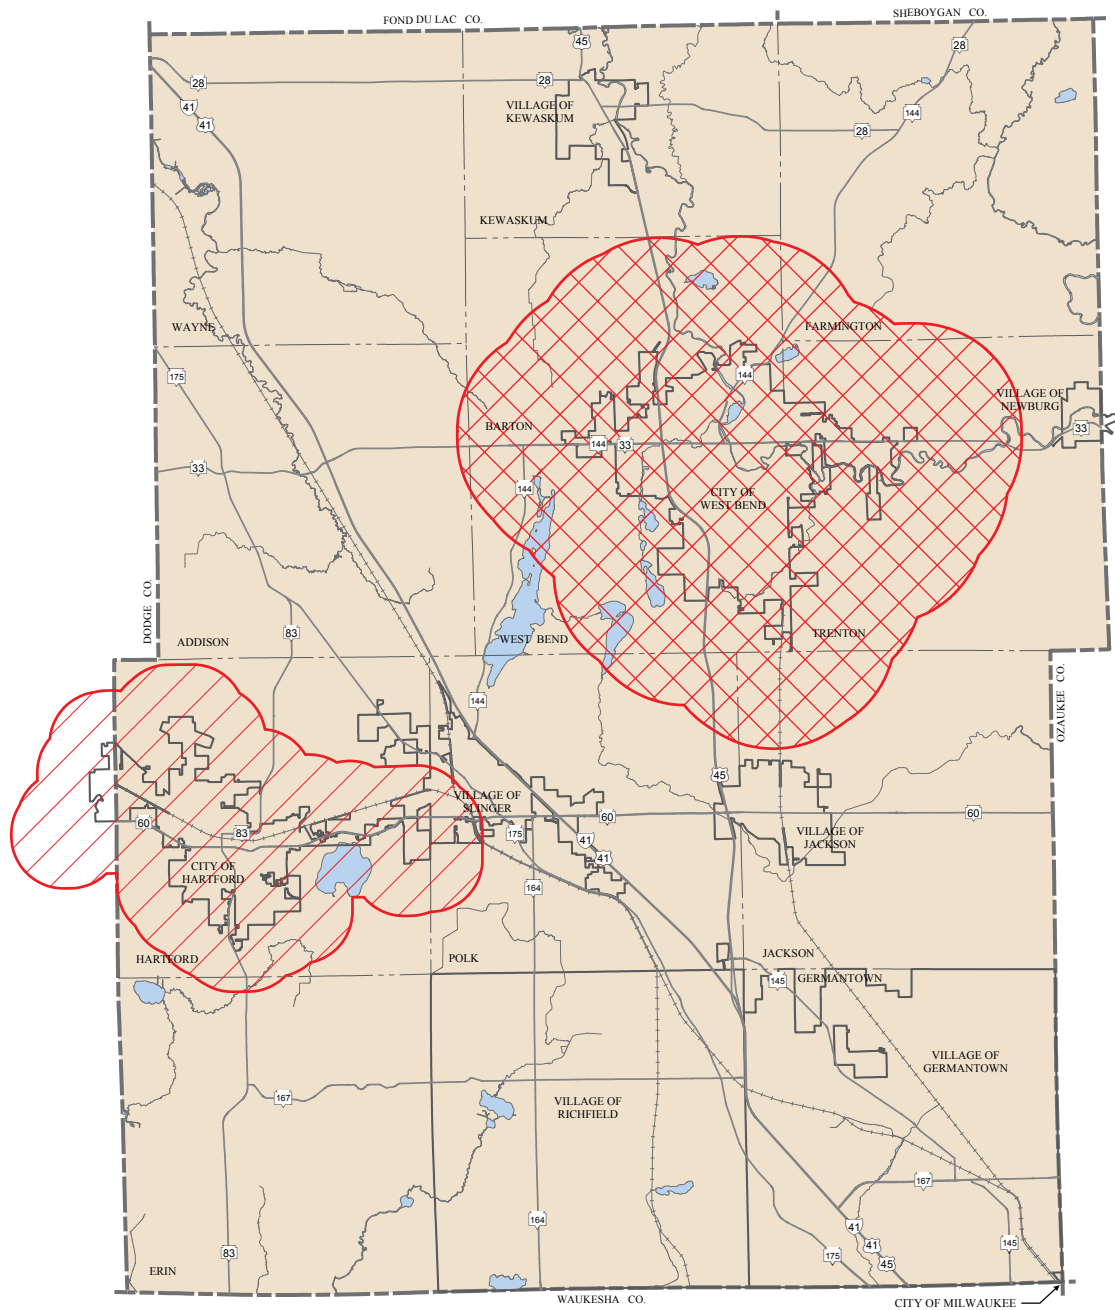 FOND DU LAC CO.
SHEBOYGAN CO.
45
28
28
28
41
41
VILLAGE OF
KEWASKUM
144
28
KEWASKUM
WAYNE
FARMINGTON
175
144
VILLAGE OF
NEWBURG
BARTON
33
144
33
33
144
CITY OF
WEST BEND
DODGE CO.
ADDISON
83
WEST BEND
TRENTON
OZAUKEE CO.
144
45
VILLAGE OF
SLINGER
60
60
60
83
175
41
41
VILLAGE OF
JACKSON
CITY OF
HARTFORD
164
HARTFORD
POLK
JACKSON
145
GERMANTOWN
VILLAGE OF
GERMANTOWN
167
VILLAGE OF
RICHFIELD
167
164
41
41
45
175
145
83
ERIN
WAUKESHA CO.
CITY OF MILWAUKEE